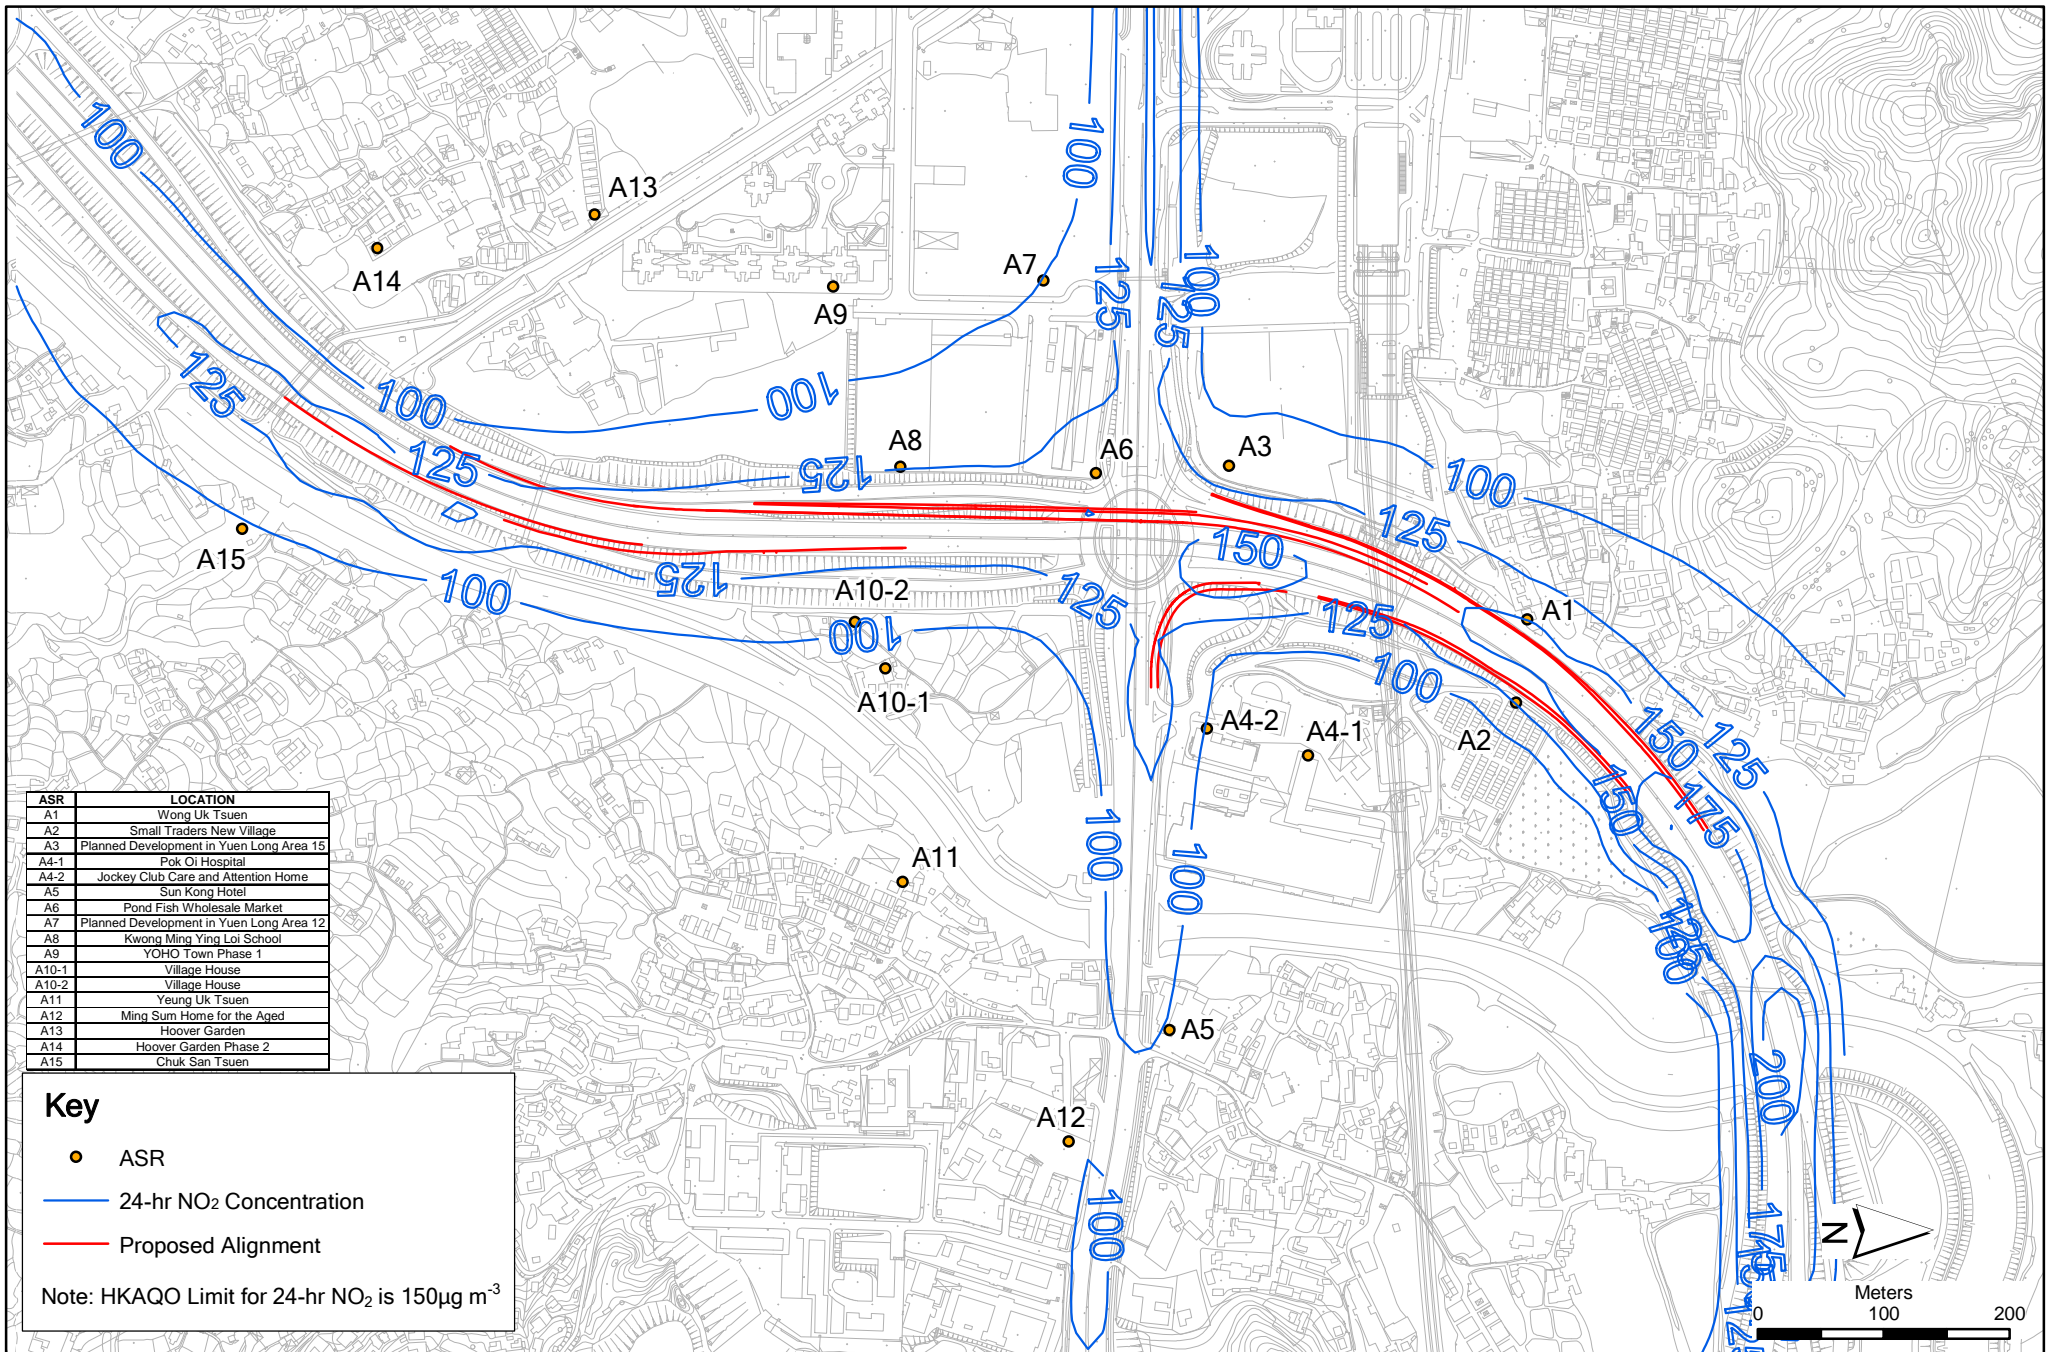 100
100
A13
A14
A7
A9
125
100
125
125
100
100
A8
A6
A3
125
125
100
125
150
A15
100
125
A10-2
125
125
A1
100
A10-1
100
A4-2
A4-1
A2
150
125
150
175
ASR LOCATION
A1 Wong Uk Tsuen
A2 Small Traders New Village
A3 Planned Development in Yuen Long Area 15
A4-1 Pok Oi Hospital
A4-2 Jockey Club Care and Attention Home
A5 Sun Kong Hotel
A6 Pond Fish Wholesale Market
A7 Planned Development in Yuen Long Area 12
A8 Kwong Ming Ying Loi School
A9 YOHO Town Phase 1
A10-1 Village House
A10-2 Village House
A11 Yeung Uk Tsuen
A12 Ming Sum Home for the Aged
A13 Hoover Garden
A14 Hoover Garden Phase 2
A15 Chuk San Tsuen
100
100
A11
125
100
A5
A12
200
100
175
Key
ASR
24-hr NO₂ Concentration
Proposed Alignment
Note: HKAQO Limit for 24-hr NO₂ is 150µg m⁻³
N
Meters
0 100 200